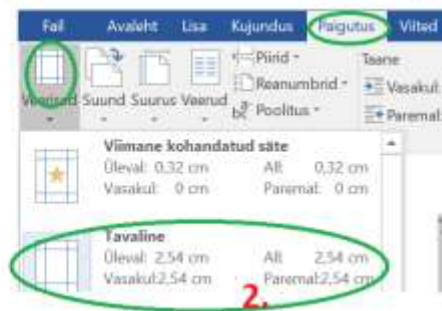 Fail Avaleht Lisa Kujundus Paigutus Viited
Piirid
Reanumbrid
Poolitus
Taane
Vasakul:
Paremal:
Veerised Suund Suurus Veerud
Viimane kohandatud säte
Üleval: 0,32 cm All: 0,32 cm
Vasakul: 0 cm Paremal: 0 cm
Tavaline
Üleval: 2,54 cm All: 2,54 cm
Vasakul:2,54 cm Paremal:2,54 cm
2.